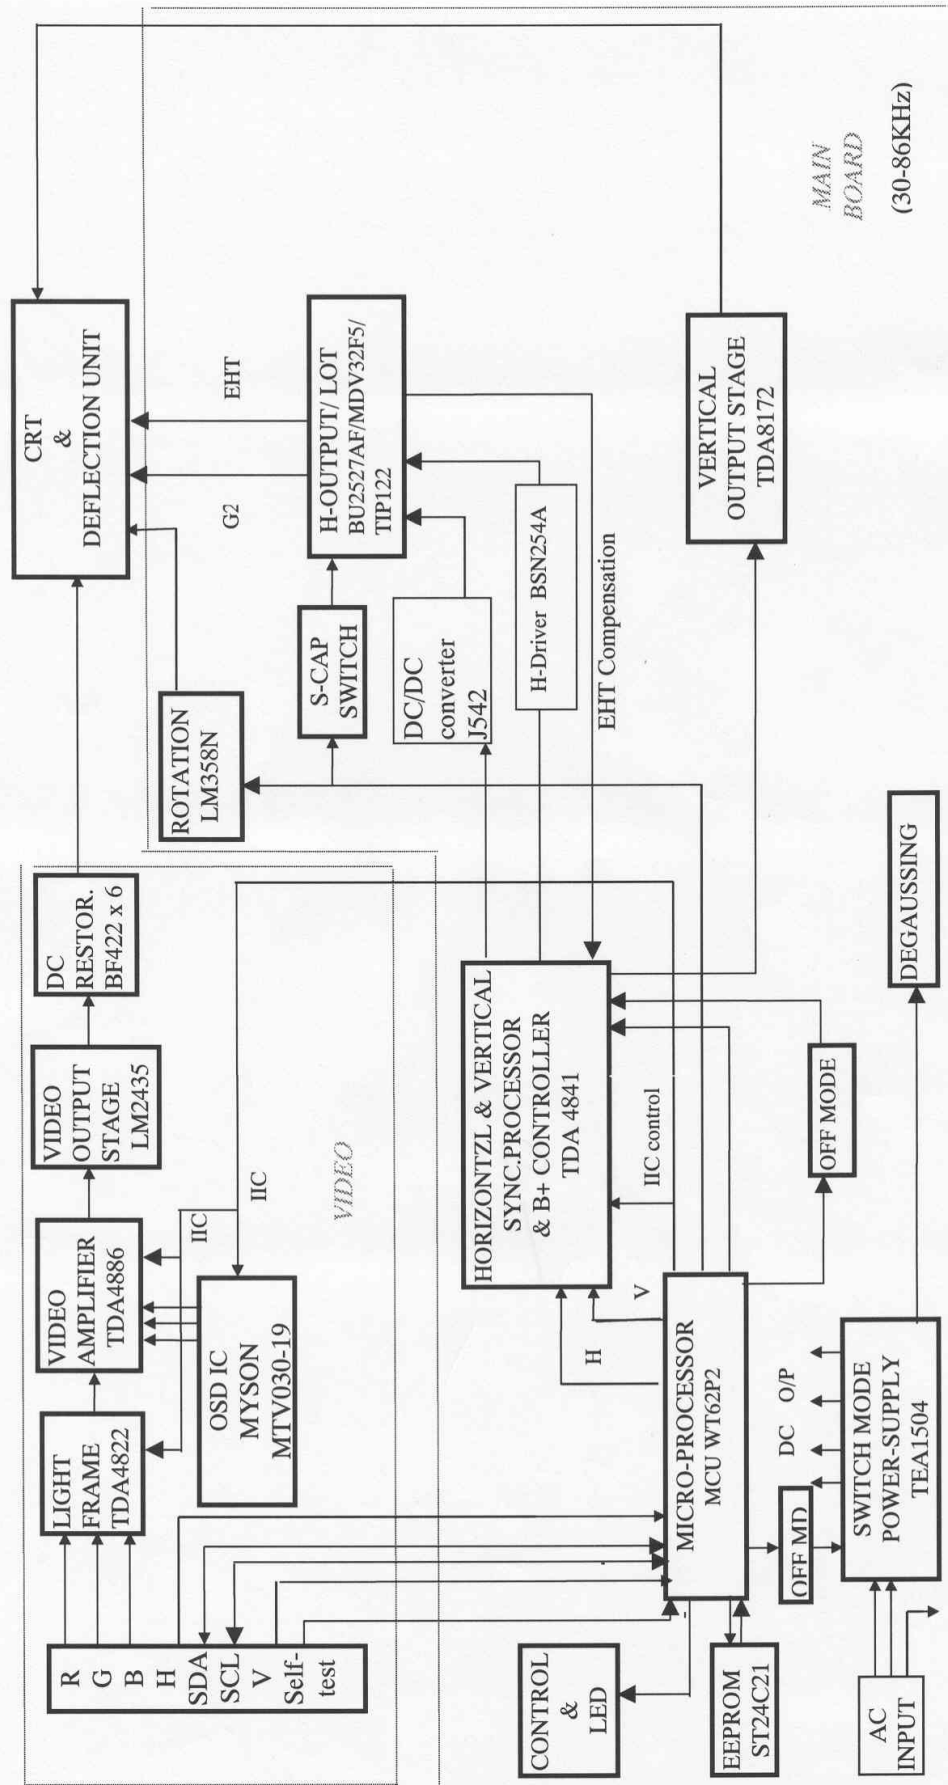 R
G
B
H
SDA
SCL
V
Self-
test
LIGHT
FRAME
TDA4822
VIDEO
AMPLIFIER
TDA4886
VIDEO
OUTPUT
STAGE
LM2435
DC
RESTOR.
BF422 x 6
CRT
&
DEFLECTION UNIT
OSD IC
MYSON
MTV030-19
IIC
IIC
VIDEO
ROTATION
LM358N
G2
EHT
S-CAP
SWITCH
H-OUTPUT/ LOT
BU2527AF/MDV32F5/
TIP122
DC/DC
converter
J542
H-Driver BSN254A
EHT Compensation
HORIZONTZL & VERTICAL
SYNC.PROCESSOR
& B+ CONTROLLER
TDA 4841
H
V
IIC control
CONTROL
&
LED
MICRO-PROCESSOR
MCU WT62P2
EEPROM
ST24C21
VERTICAL
OUTPUT STAGE
TDA8172
MAIN
BOARD
(30-86KHz)
OFF MD
DC O/P
OFF MODE
AC
INPUT
SWITCH MODE
POWER-SUPPLY
TEA1504
DEGAUSSING